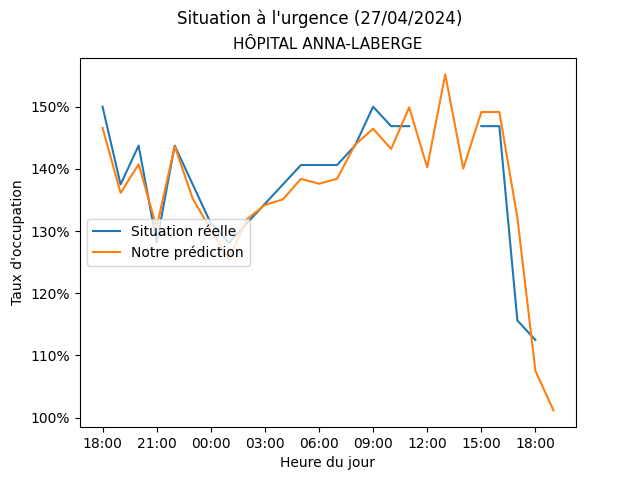 Situation à l'urgence (27/04/2024)
HÔPITAL ANNA-LABERGE
150%
140%
130%
120%
110%
100%
Taux d'occupation
Situation réelle
Notre prédiction
18:00 21:00 00:00 03:00 06:00 09:00 12:00 15:00 18:00
Heure du jour